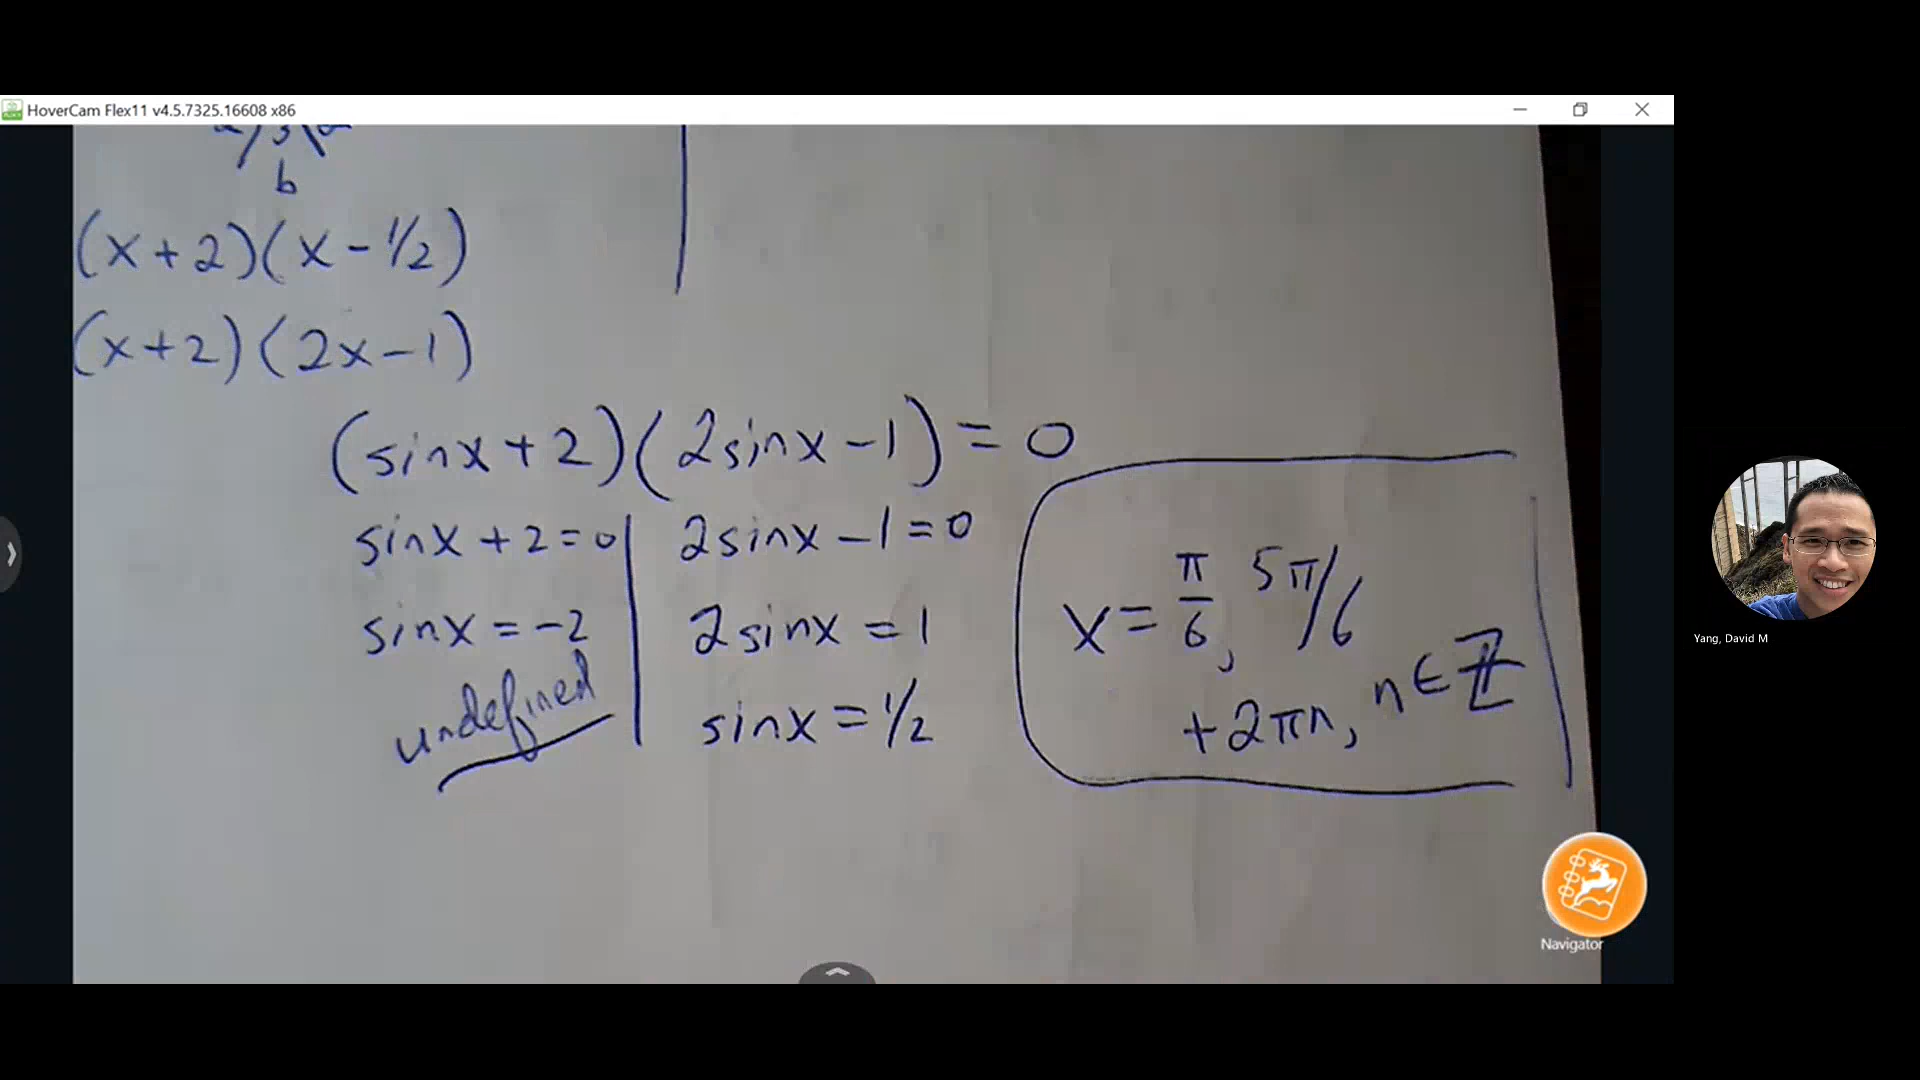 HoverCam Flex11 v4.5.7325.16608 x86
b
(x+2)(x-1/2)
(x+2)(2x-1)
(sinx+2)(2sinx-1)=0
sinx+2=0
sinx=-2
undefined
2sinx-1=0
2sinx=1
sinx=1/2
x=π/6, 5π/6
+2πn, n∈ℤ
Navigator
Yang, David M